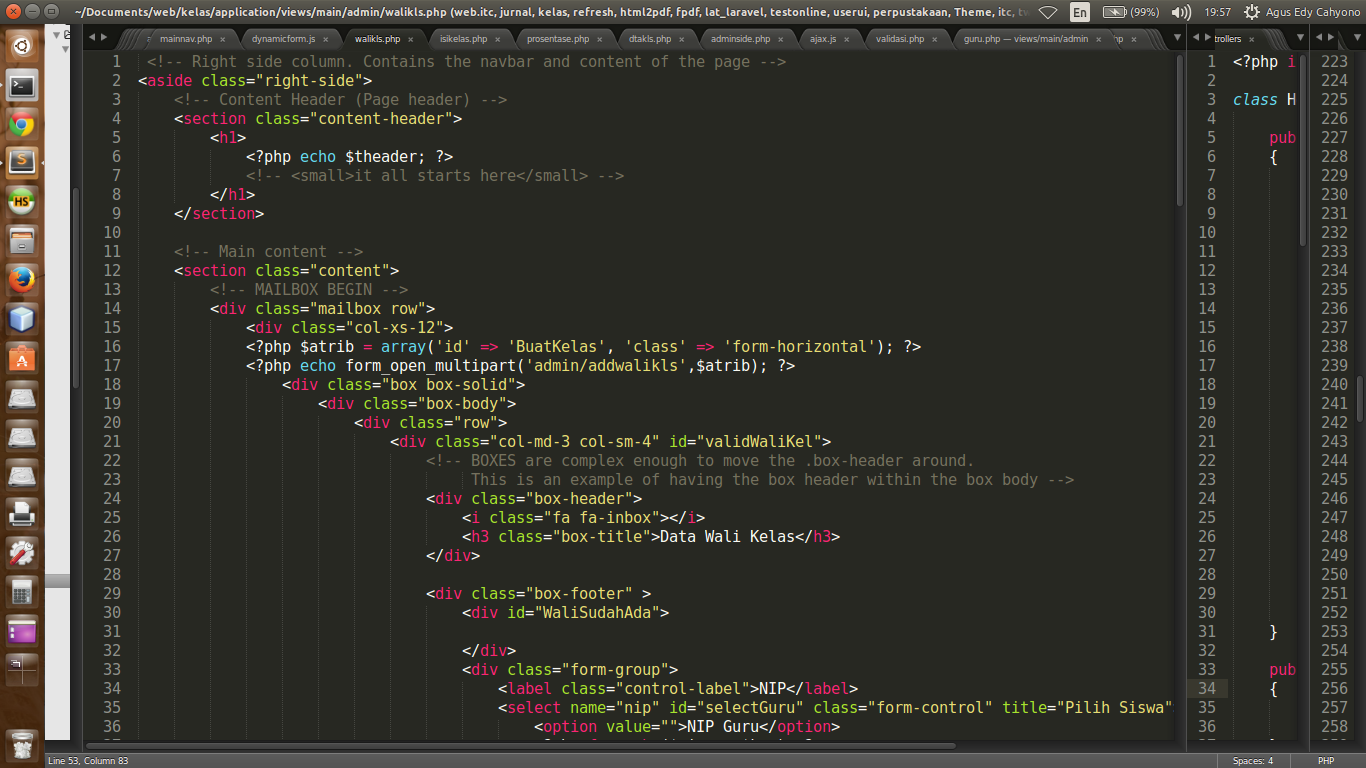 ~/Documents/web/kelas/application/views/main/admin/walikls.php (web.itc, jurnal, kelas, refresh, html2pdf, fpdf, lat_laravel, testonline, userui, perpustakaan, Theme, itc,
En (99%) 19:57 Agus Edy Cahyono
mainnav.php × dynamicform.js × walikls.php × isikelas.php × prosentase.php × dtakls.php × adminside.php × ajax.js × validasi.php × guru.php — views/main/admin ×
trollers ×
1 <!-- Right side column. Contains the navbar and content of the page -->
2 <aside class="right-side">
3 <!-- Content Header (Page header) -->
4 <section class="content-header">
5 <h1>
6 <?php echo $theader; ?>
7 <!-- <small>it all starts here</small> -->
8 </h1>
9 </section>
10
11 <!-- Main content -->
12 <section class="content">
13 <!-- MAILBOX BEGIN -->
14 <div class="mailbox row">
15 <div class="col-xs-12">
16 <?php $atrib = array('id' => 'BuatKelas', 'class' => 'form-horizontal'); ?>
17 <?php echo form_open_multipart('admin/addwalikls',$atrib); ?>
18 <div class="box box-solid">
19 <div class="box-body">
20 <div class="row">
21 <div class="col-md-3 col-sm-4" id="validWaliKel">
22 <!-- BOXES are complex enough to move the .box-header around.
23 This is an example of having the box header within the box body -->
24 <div class="box-header">
25 <i class="fa fa-inbox"></i>
26 <h3 class="box-title">Data Wali Kelas</h3>
27 </div>
28
29 <div class="box-footer" >
30 <div id="WaliSudahAda">
31
32 </div>
33 <div class="form-group">
34 <label class="control-label">NIP</label>
35 <select name="nip" id="selectGuru" class="form-control" title="Pilih Siswa"
36 <option value="">NIP Guru</option>
1 <?php i
2
3 class H
4
5 pub
6 {
7
8
9
10
11
12
13
14
15
16
17
18
19
20
21
22
23
24
25
26
27
28
29
30
31 }
32
33 pub
34 {
35
36
223
224
225
226
227
228
229
230
231
232
233
234
235
236
237
238
239
240
241
242
243
244
245
246
247
248
249
250
251
252
253
254
255
256
257
258
HS
Line 53, Column 83
Spaces: 4 PHP